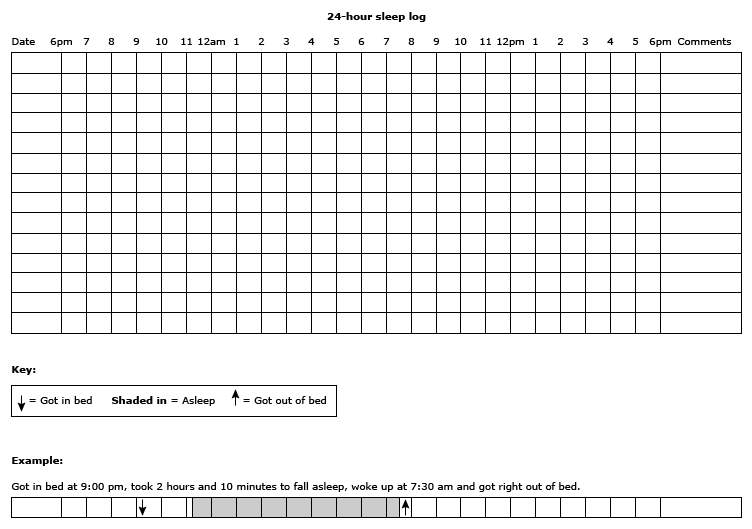 24-hour sleep log
Date 6pm 7 8 9 10 11 12am 1 2 3 4 5 6 7 8 9 10 11 12pm 1 2 3 4 5 6pm Comments
Key:
= Got in bed Shaded in = Asleep = Got out of bed
Example:
Got in bed at 9:00 pm, took 2 hours and 10 minutes to fall asleep, woke up at 7:30 am and got right out of bed.